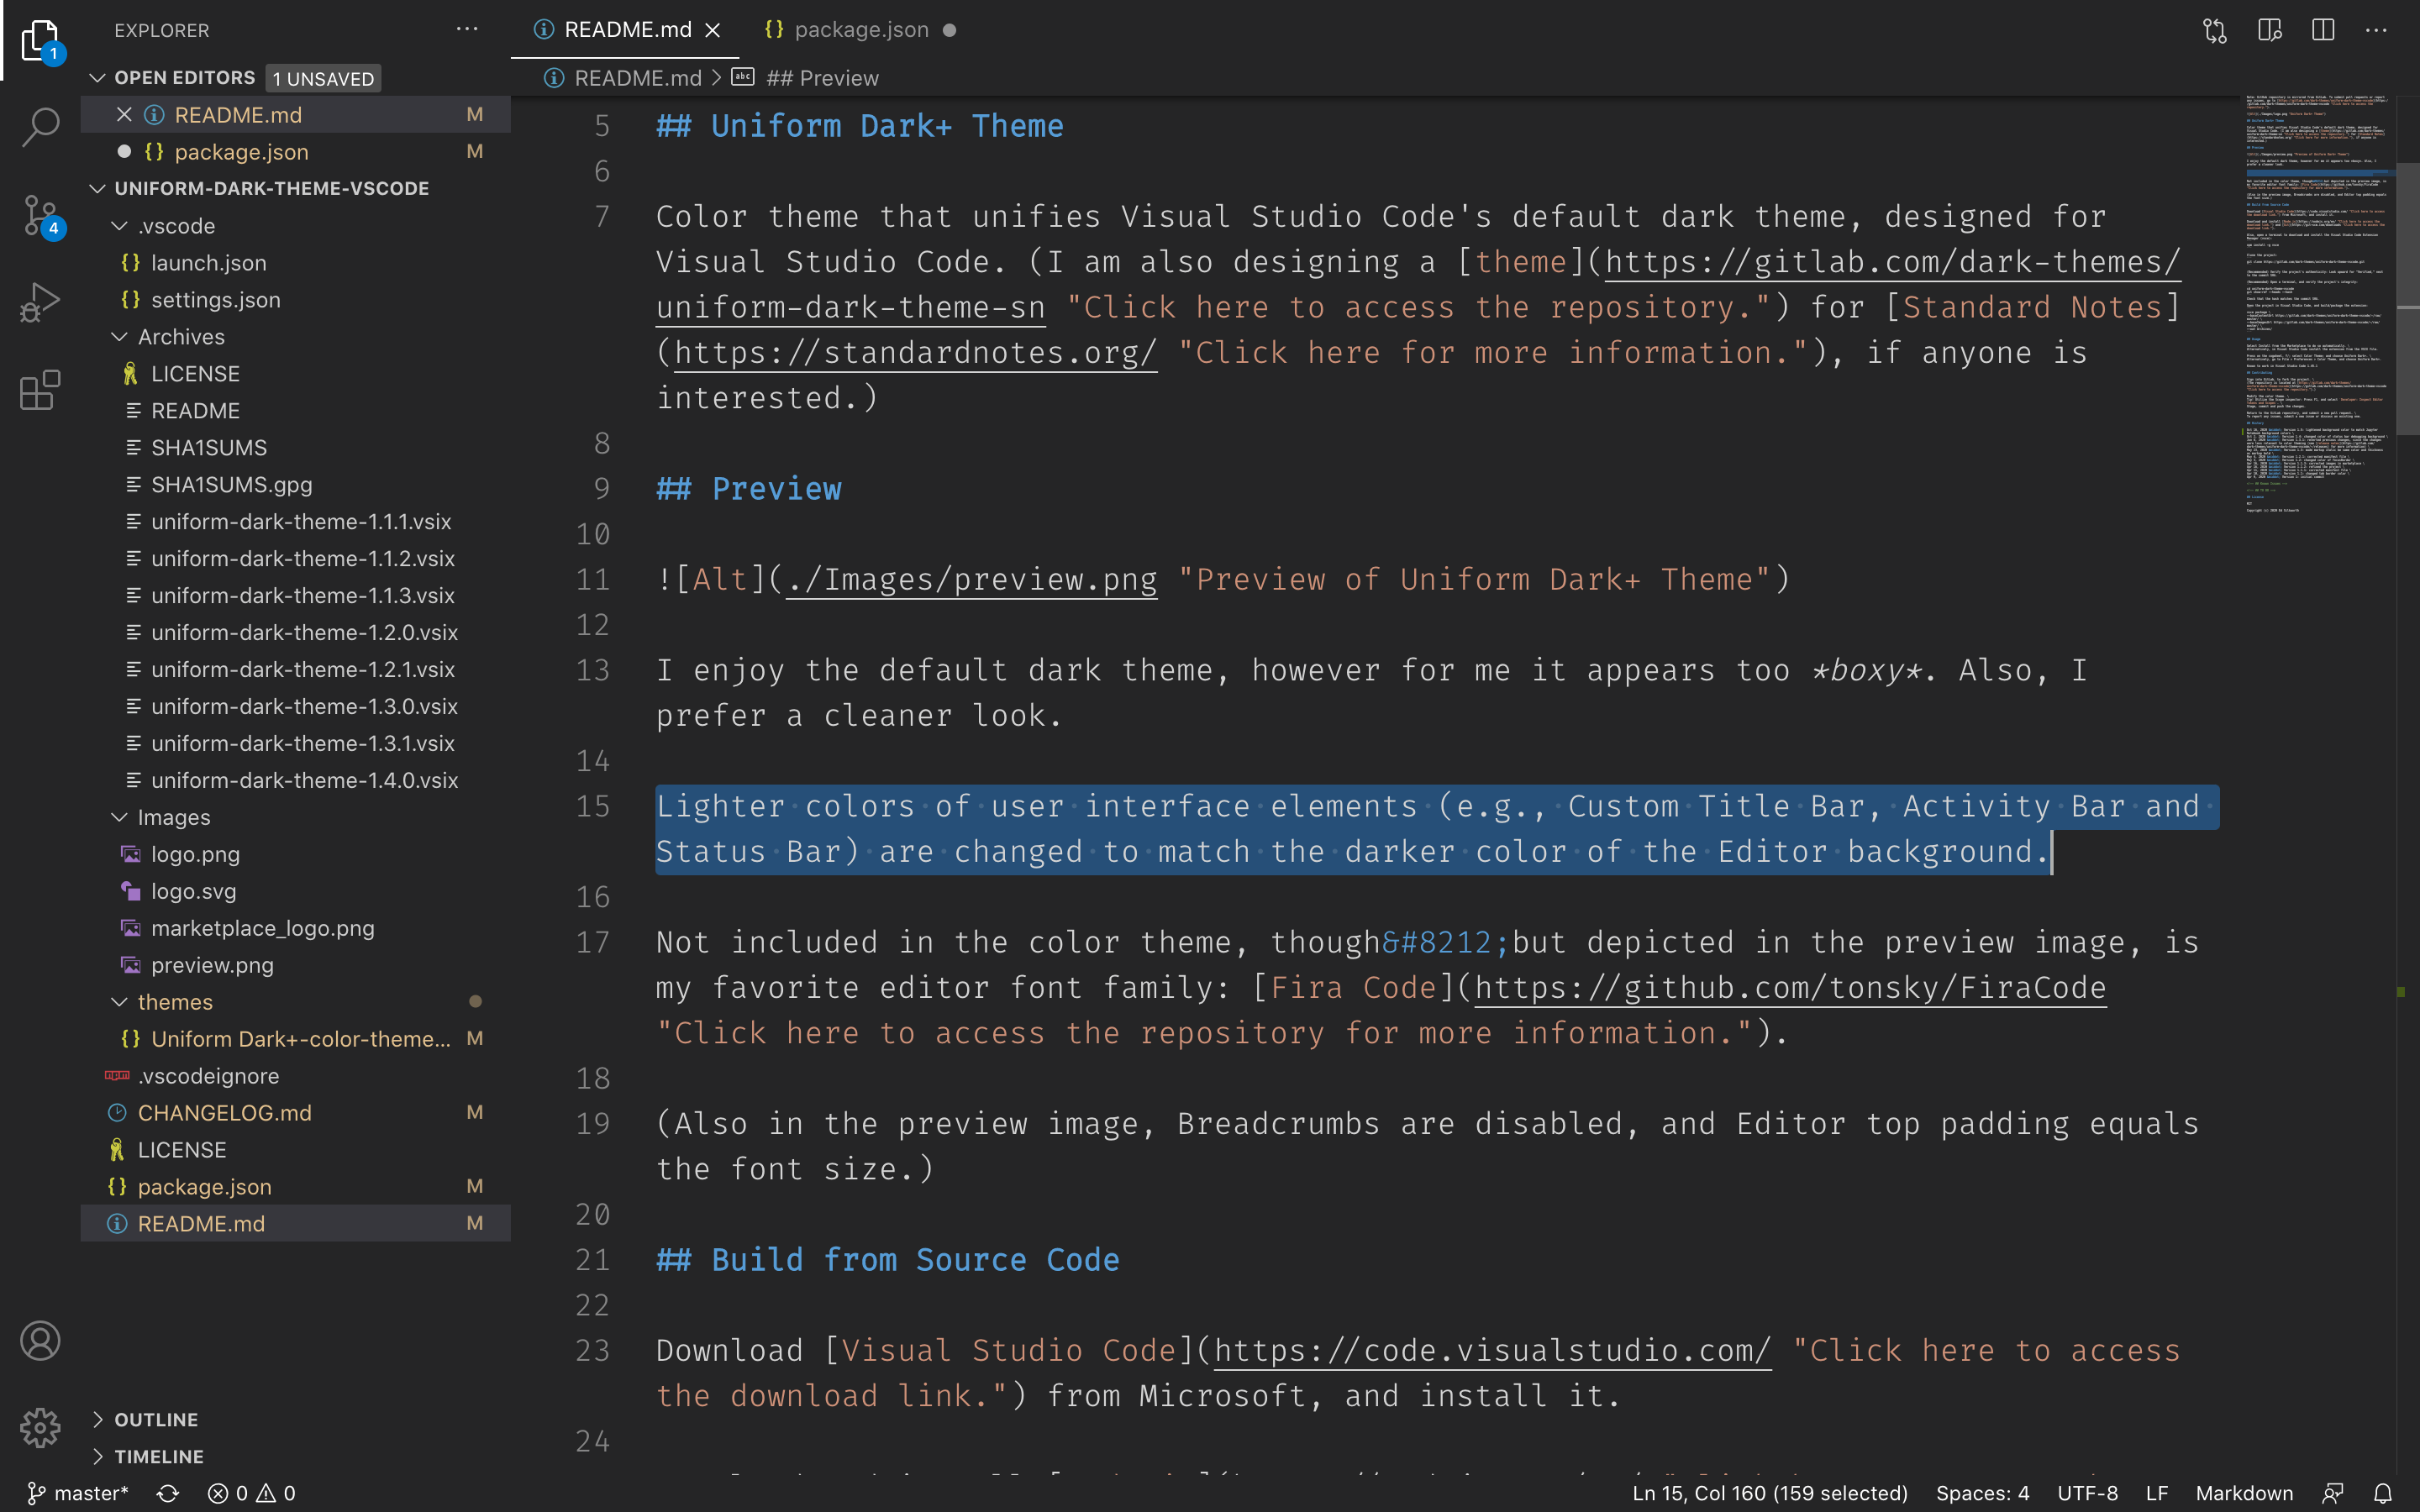 EXPLORER
README.md
package.json
OPEN EDITORS 1 UNSAVED
README.md > ## Preview
README.md M
package.json M
UNIFORM-DARK-THEME-VSCODE
.vscode
launch.json
settings.json
Archives
LICENSE
README
SHA1SUMS
SHA1SUMS.gpg
uniform-dark-theme-1.1.1.vsix
uniform-dark-theme-1.1.2.vsix
uniform-dark-theme-1.1.3.vsix
uniform-dark-theme-1.2.0.vsix
uniform-dark-theme-1.2.1.vsix
uniform-dark-theme-1.3.0.vsix
uniform-dark-theme-1.3.1.vsix
uniform-dark-theme-1.4.0.vsix
Images
logo.png
logo.svg
marketplace_logo.png
preview.png
themes
Uniform Dark+-color-theme... M
.vscodeignore
CHANGELOG.md M
LICENSE
package.json M
README.md M
OUTLINE
TIMELINE
1
4
5 ## Uniform Dark+ Theme
6
7 Color theme that unifies Visual Studio Code's default dark theme, designed for
Visual Studio Code. (I am also designing a [theme](https://gitlab.com/dark-themes/
uniform-dark-theme-sn "Click here to access the repository.") for [Standard Notes]
(https://standardnotes.org/ "Click here for more information."), if anyone is
interested.)
8
9 ## Preview
10
11 ![Alt](./Images/preview.png "Preview of Uniform Dark+ Theme")
12
13 I enjoy the default dark theme, however for me it appears too *boxy*. Also, I
prefer a cleaner look.
14
15 Lighter colors of user interface elements (e.g., Custom Title Bar, Activity Bar and
Status Bar) are changed to match the darker color of the Editor background.
16
17 Not included in the color theme, though&#8212;but depicted in the preview image, is
my favorite editor font family: [Fira Code](https://github.com/tonsky/FiraCode
"Click here to access the repository for more information.").
18
19 (Also in the preview image, Breadcrumbs are disabled, and Editor top padding equals
the font size.)
20
21 ## Build from Source Code
22
23 Download [Visual Studio Code](https://code.visualstudio.com/ "Click here to access
the download link.") from Microsoft, and install it.
24
master* 0 0
Ln 15, Col 160 (159 selected) Spaces: 4 UTF-8 LF Markdown